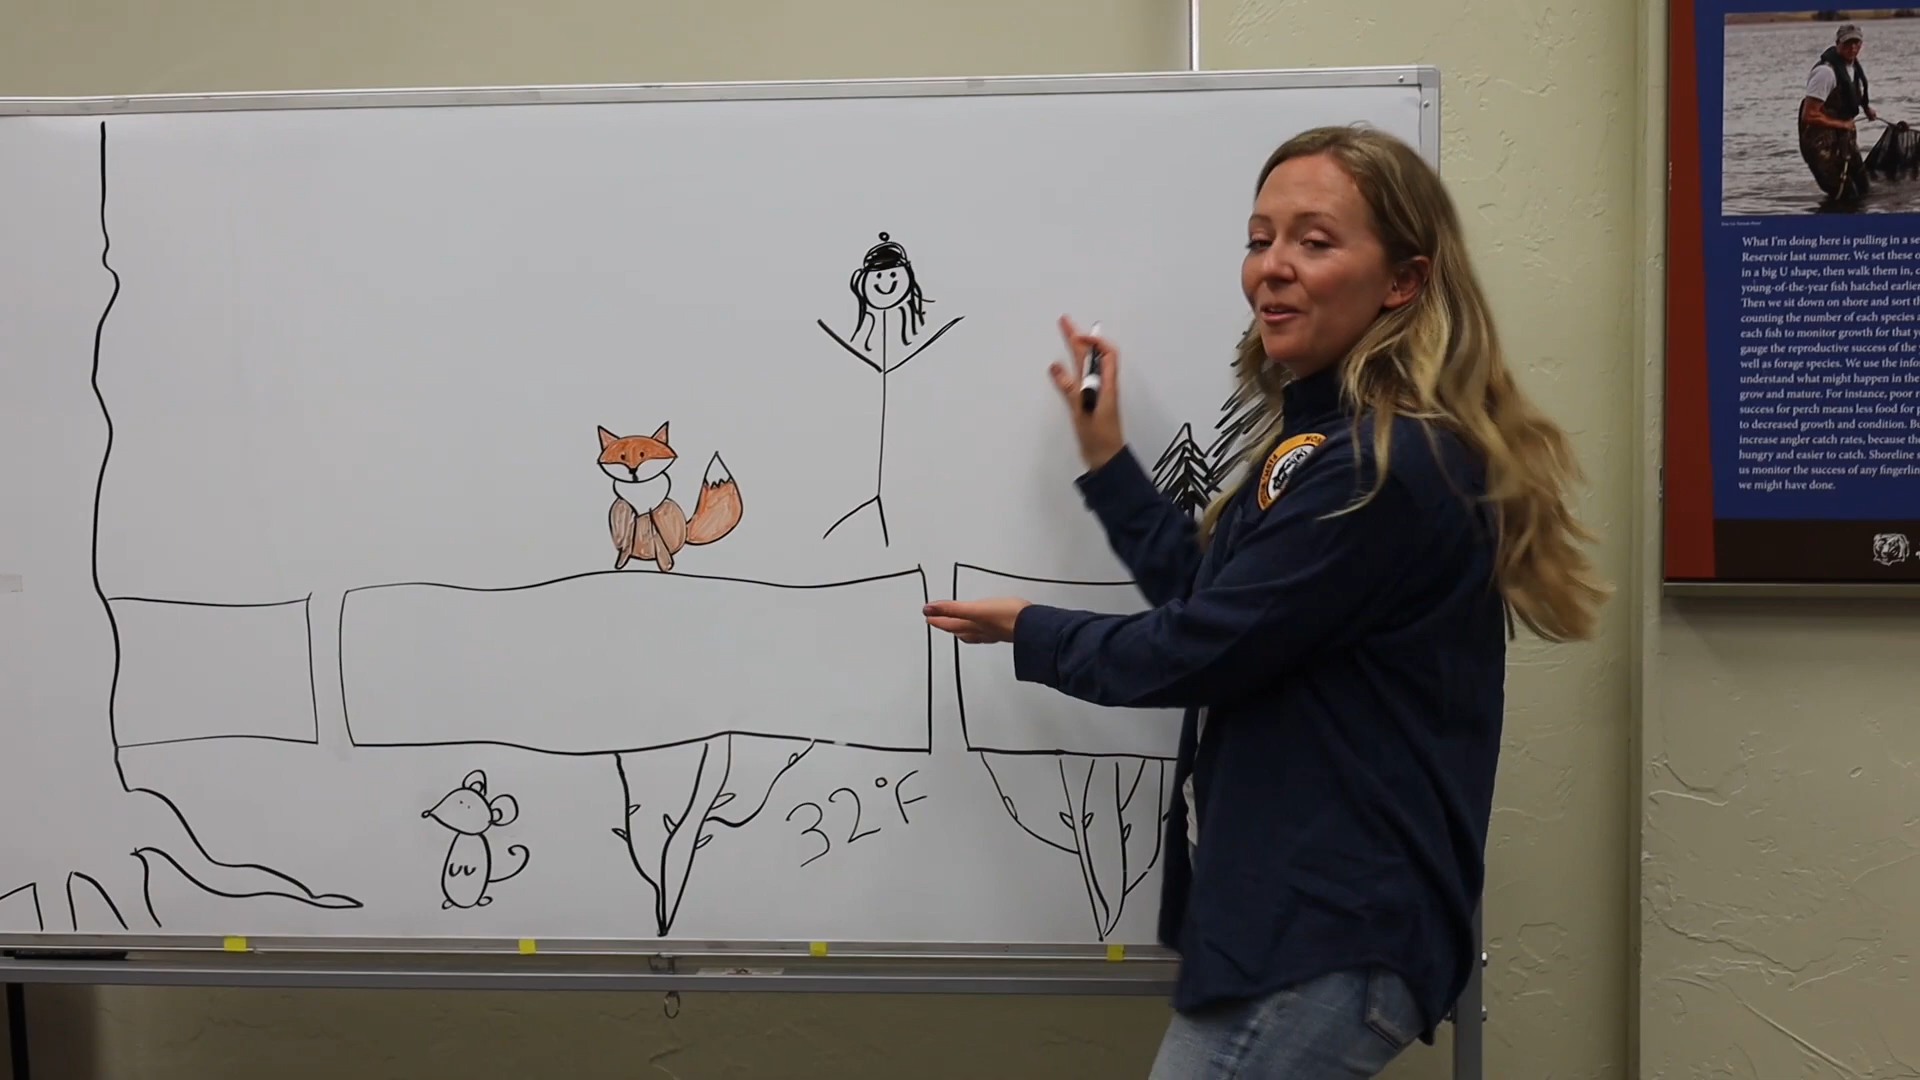 32°F
What I'm doing here is pulling in a
Reservoir last summer. We set these
in a big U shape, then walk them in,
young-of-the-year fish hatched earlier
Then we sit down on shore and sort
counting the number of each species
each fish to monitor growth for that
gauge the reproductive success of the
well as forage species. We use the
understand what might happen in the
grow and mature. For instance, poor
success for perch means less food for
to decreased growth and condition.
increase angler catch rates, because
hungry and easier to catch. Shoreline
us monitor the success of any
we might have done.